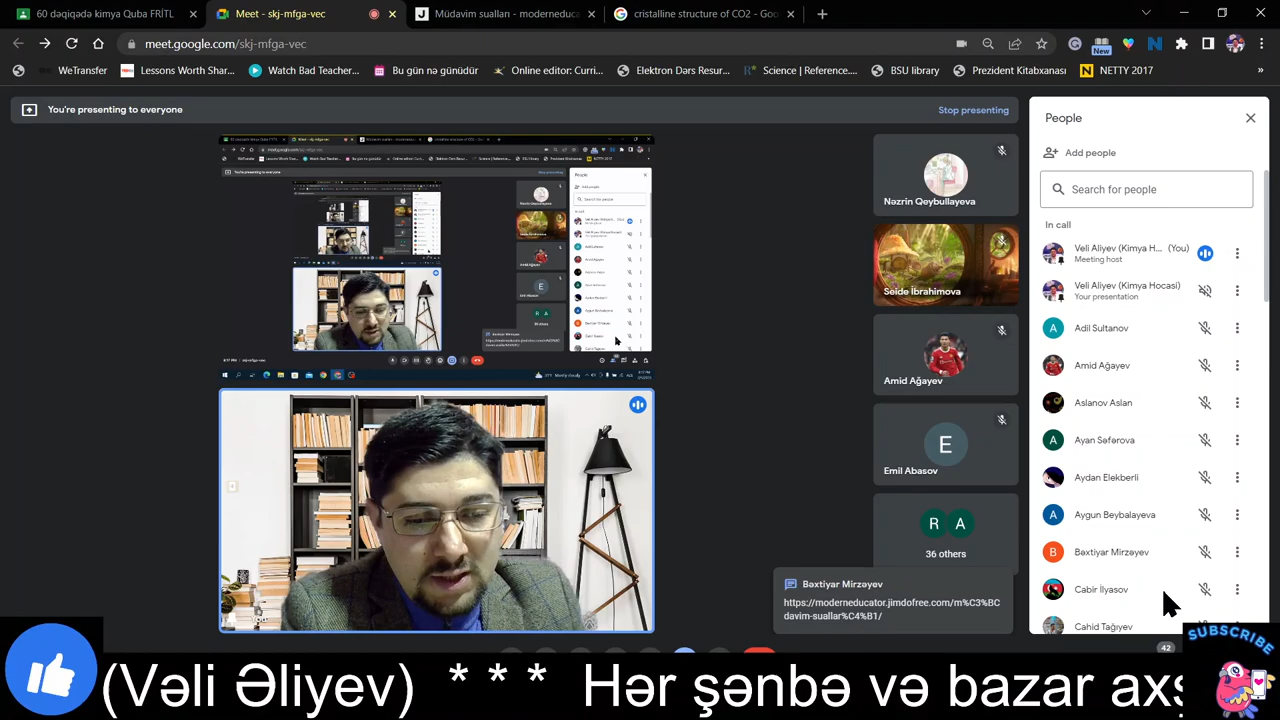 60 dəqiqədə kimya Quba FRİTL
Meet - skj-mfga-vec
Müdavim sualları - moderneduca
cristalline structure of CO2 - Goo
meet.google.com/skj-mfga-vec
New
WeTransfer
Lessons Worth Shar...
Watch Bad Teacher...
Bu gün nə günüdür
Online editor: Curri...
Elektron Dərs Resur...
Science | Reference...
BSU library
Prezident Kitabxanası
NETTY 2017
You're presenting to everyone
Stop presenting
Nəzrin Qeybullayeva
Seide İbrahimova
Amid Ağayev
E
Emil Abasov
R A
36 others
Bəxtiyar Mirzəyev
https://moderneducator.jimdofree.com/m%C3%BC
davim-suallar%C4%B1/
People
Add people
Search for people
In call
Veli Aliyev (Kimya H... (You)
Meeting host
Veli Aliyev (Kimya Hocasi)
Your presentation
A Adil Sultanov
Amid Ağayev
Aslanov Aslan
A Ayan Səfərova
Aydan Elekberli
A Aygun Beybalayeva
B Bəxtiyar Mirzəyev
Cabir İlyasov
Cahid Tağıyev
42
SUBSCRIBE
(Vəli Əliyev) * * * Hər şənbə və bazar axş